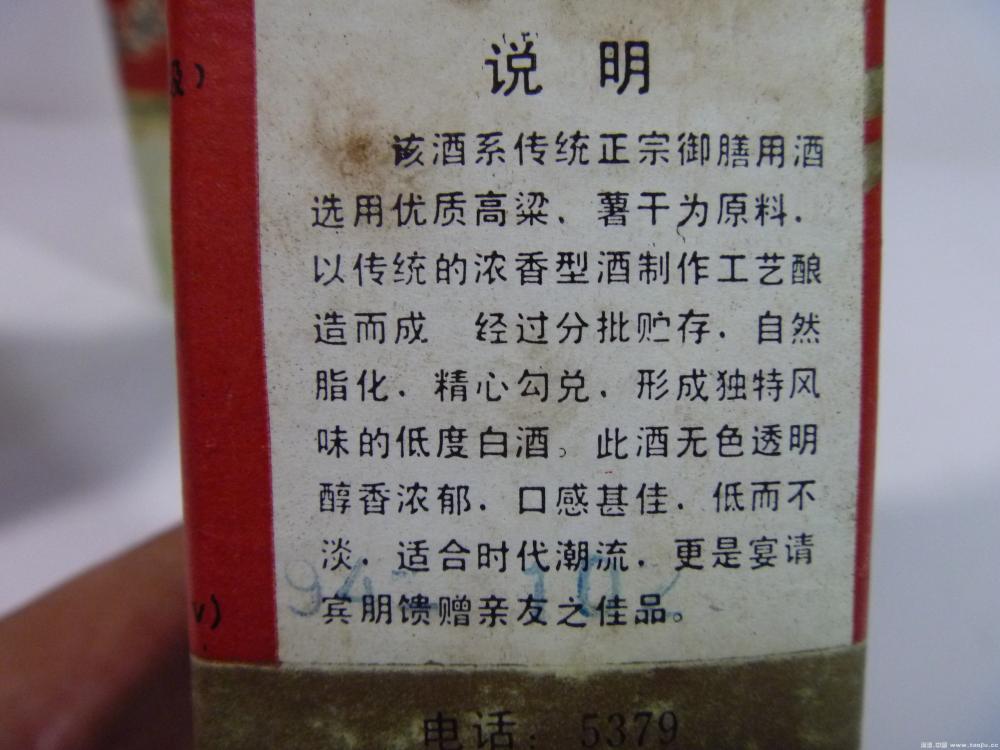 说 明
该酒系传统正宗御膳用酒
选用优质高粱、薯干为原料.
以传统的浓香型酒制作工艺酿
造而成 经过分批贮存.自然
脂化.精心勾兑.形成独特风
味的低度白酒。此酒无色透明
醇香浓郁.口感甚佳.低而不
淡.适合时代潮流.更是宴请
宾朋馈赠亲友之佳品。
电话:5379